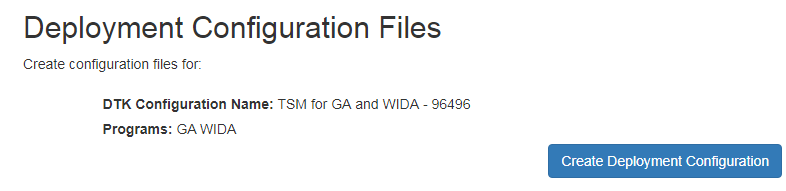 Deployment Configuration Files
Create configuration files for:
DTK Configuration Name: TSM for GA and WIDA - 96496
Programs: GA WIDA
Create Deployment Configuration